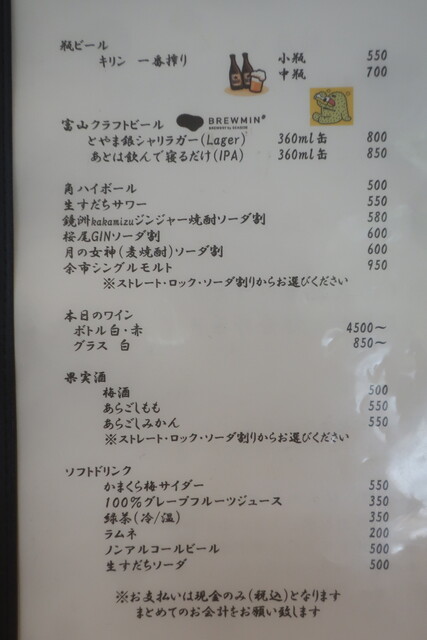 瓶ビール
キリン 一番搾り 小瓶 550
中瓶 700
富山クラフトビール BREWMIN'
とやま銀シャリラガー(Lager) 360ml缶 800
あとは飲んで寝るだけ(IPA) 360ml缶 850
角ハイボール 500
生すだちサワー 550
鏡洲kakamizuジンジャー焼酎ソーダ割 580
桜尾GINソーダ割 600
月の女神(麦焼酎)ソーダ割 600
余市シングルモルト 950
※ストレート・ロック・ソーダ割りからお選びください
本日のワイン
ボトル白・赤 4500〜
グラス 白 850〜
果実酒
梅酒 500
あらごしもも 550
あらごしみかん 550
※ストレート・ロック・ソーダ割りからお選びください
ソフトドリンク
かまくら梅サイダー 550
100%グレープフルーツジュース 350
緑茶(冷/温) 350
ラムネ 200
ノンアルコールビール 500
生すだちソーダ 500
※お支払いは現金のみ(税込)となります
まとめてのお会計をお願い致します